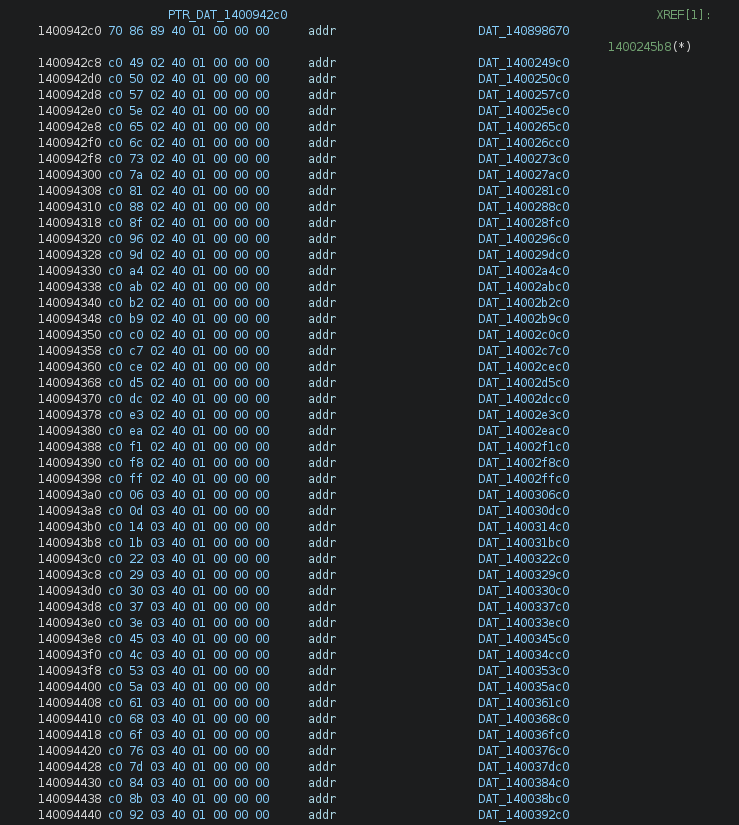 PTR_DAT_1400942c0 XREF[1]:
1400942c0 70 86 89 40 01 00 00 00 addr DAT_140898670
1400245b8(*)
1400942c8 c0 49 02 40 01 00 00 00 addr DAT_1400249c0
1400942d0 c0 50 02 40 01 00 00 00 addr DAT_1400250c0
1400942d8 c0 57 02 40 01 00 00 00 addr DAT_1400257c0
1400942e0 c0 5e 02 40 01 00 00 00 addr DAT_140025ec0
1400942e8 c0 65 02 40 01 00 00 00 addr DAT_1400265c0
1400942f0 c0 6c 02 40 01 00 00 00 addr DAT_140026cc0
1400942f8 c0 73 02 40 01 00 00 00 addr DAT_1400273c0
140094300 c0 7a 02 40 01 00 00 00 addr DAT_140027ac0
140094308 c0 81 02 40 01 00 00 00 addr DAT_1400281c0
140094310 c0 88 02 40 01 00 00 00 addr DAT_1400288c0
140094318 c0 8f 02 40 01 00 00 00 addr DAT_140028fc0
140094320 c0 96 02 40 01 00 00 00 addr DAT_1400296c0
140094328 c0 9d 02 40 01 00 00 00 addr DAT_140029dc0
140094330 c0 a4 02 40 01 00 00 00 addr DAT_14002a4c0
140094338 c0 ab 02 40 01 00 00 00 addr DAT_14002abc0
140094340 c0 b2 02 40 01 00 00 00 addr DAT_14002b2c0
140094348 c0 b9 02 40 01 00 00 00 addr DAT_14002b9c0
140094350 c0 c0 02 40 01 00 00 00 addr DAT_14002c0c0
140094358 c0 c7 02 40 01 00 00 00 addr DAT_14002c7c0
140094360 c0 ce 02 40 01 00 00 00 addr DAT_14002cec0
140094368 c0 d5 02 40 01 00 00 00 addr DAT_14002d5c0
140094370 c0 dc 02 40 01 00 00 00 addr DAT_14002dcc0
140094378 c0 e3 02 40 01 00 00 00 addr DAT_14002e3c0
140094380 c0 ea 02 40 01 00 00 00 addr DAT_14002eac0
140094388 c0 f1 02 40 01 00 00 00 addr DAT_14002f1c0
140094390 c0 f8 02 40 01 00 00 00 addr DAT_14002f8c0
140094398 c0 ff 02 40 01 00 00 00 addr DAT_14002ffc0
1400943a0 c0 06 03 40 01 00 00 00 addr DAT_1400306c0
1400943a8 c0 0d 03 40 01 00 00 00 addr DAT_140030dc0
1400943b0 c0 14 03 40 01 00 00 00 addr DAT_1400314c0
1400943b8 c0 1b 03 40 01 00 00 00 addr DAT_140031bc0
1400943c0 c0 22 03 40 01 00 00 00 addr DAT_1400322c0
1400943c8 c0 29 03 40 01 00 00 00 addr DAT_1400329c0
1400943d0 c0 30 03 40 01 00 00 00 addr DAT_1400330c0
1400943d8 c0 37 03 40 01 00 00 00 addr DAT_1400337c0
1400943e0 c0 3e 03 40 01 00 00 00 addr DAT_140033ec0
1400943e8 c0 45 03 40 01 00 00 00 addr DAT_1400345c0
1400943f0 c0 4c 03 40 01 00 00 00 addr DAT_140034cc0
1400943f8 c0 53 03 40 01 00 00 00 addr DAT_1400353c0
140094400 c0 5a 03 40 01 00 00 00 addr DAT_140035ac0
140094408 c0 61 03 40 01 00 00 00 addr DAT_1400361c0
140094410 c0 68 03 40 01 00 00 00 addr DAT_1400368c0
140094418 c0 6f 03 40 01 00 00 00 addr DAT_140036fc0
140094420 c0 76 03 40 01 00 00 00 addr DAT_1400376c0
140094428 c0 7d 03 40 01 00 00 00 addr DAT_140037dc0
140094430 c0 84 03 40 01 00 00 00 addr DAT_1400384c0
140094438 c0 8b 03 40 01 00 00 00 addr DAT_140038bc0
140094440 c0 92 03 40 01 00 00 00 addr DAT_1400392c0